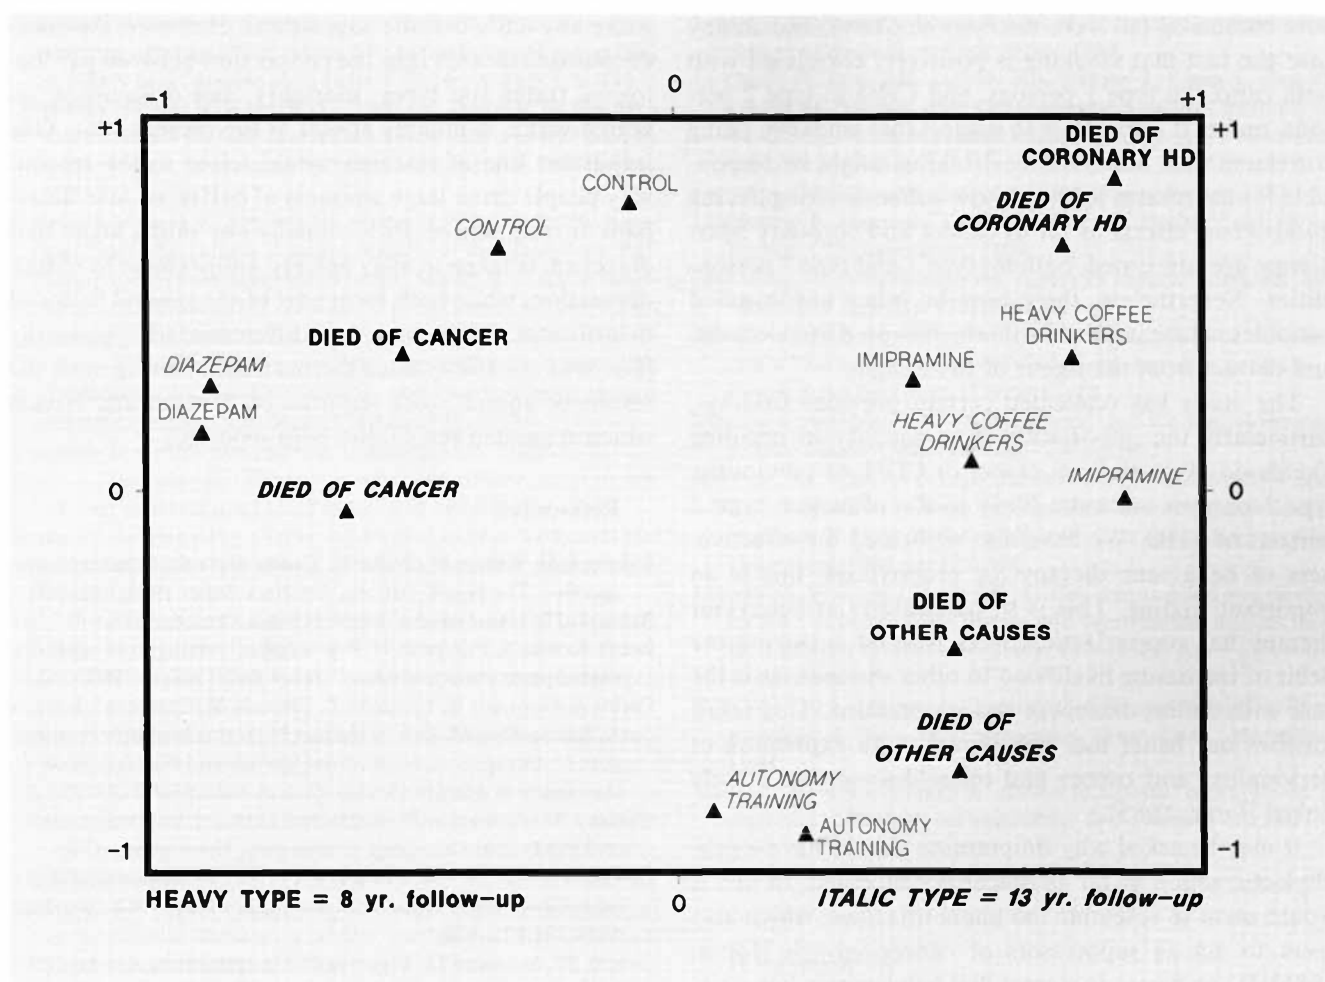 0
-1
+1
+1
+1
DIED OF
CORONARY HD
CONTROL
DIED OF
CORONARY HD
CONTROL
HEAVY COFFEE
DRINKERS
DIED OF CANCER
IMIPRAMINE
DIAZEPAM
DIAZEPAM
HEAVY COFFEE
DRINKERS
IMIPRAMINE
0
DIED OF CANCER
0
DIED OF
OTHER CAUSES
DIED OF
OTHER CAUSES
AUTONOMY
TRAINING
AUTONOMY
TRAINING
-1
-1
HEAVY TYPE = 8 yr. follow-up
0
ITALIC TYPE = 13 yr. follow-up